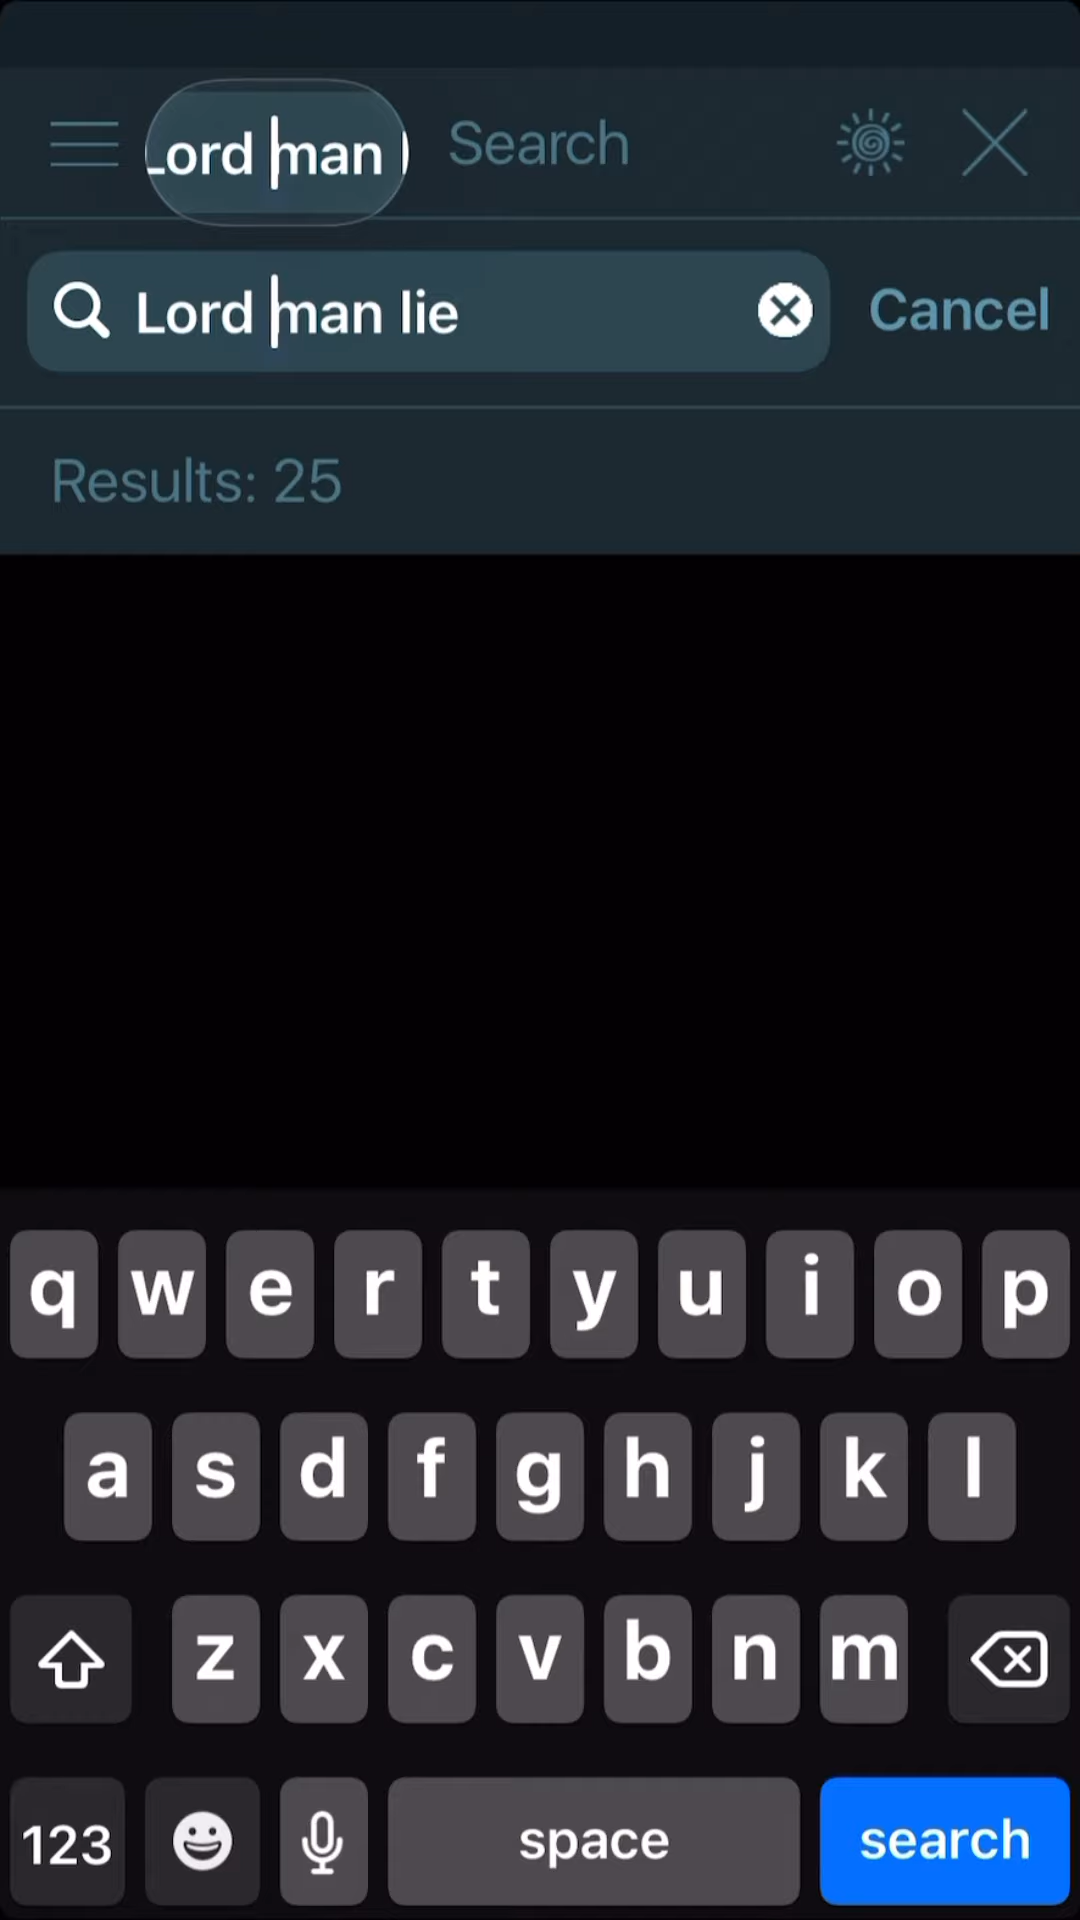 Lord man l
Search
Lord man lie
Cancel
Results: 25
q w e r t y u i o p
a s d f g h j k l
z x c v b n m
123 space search